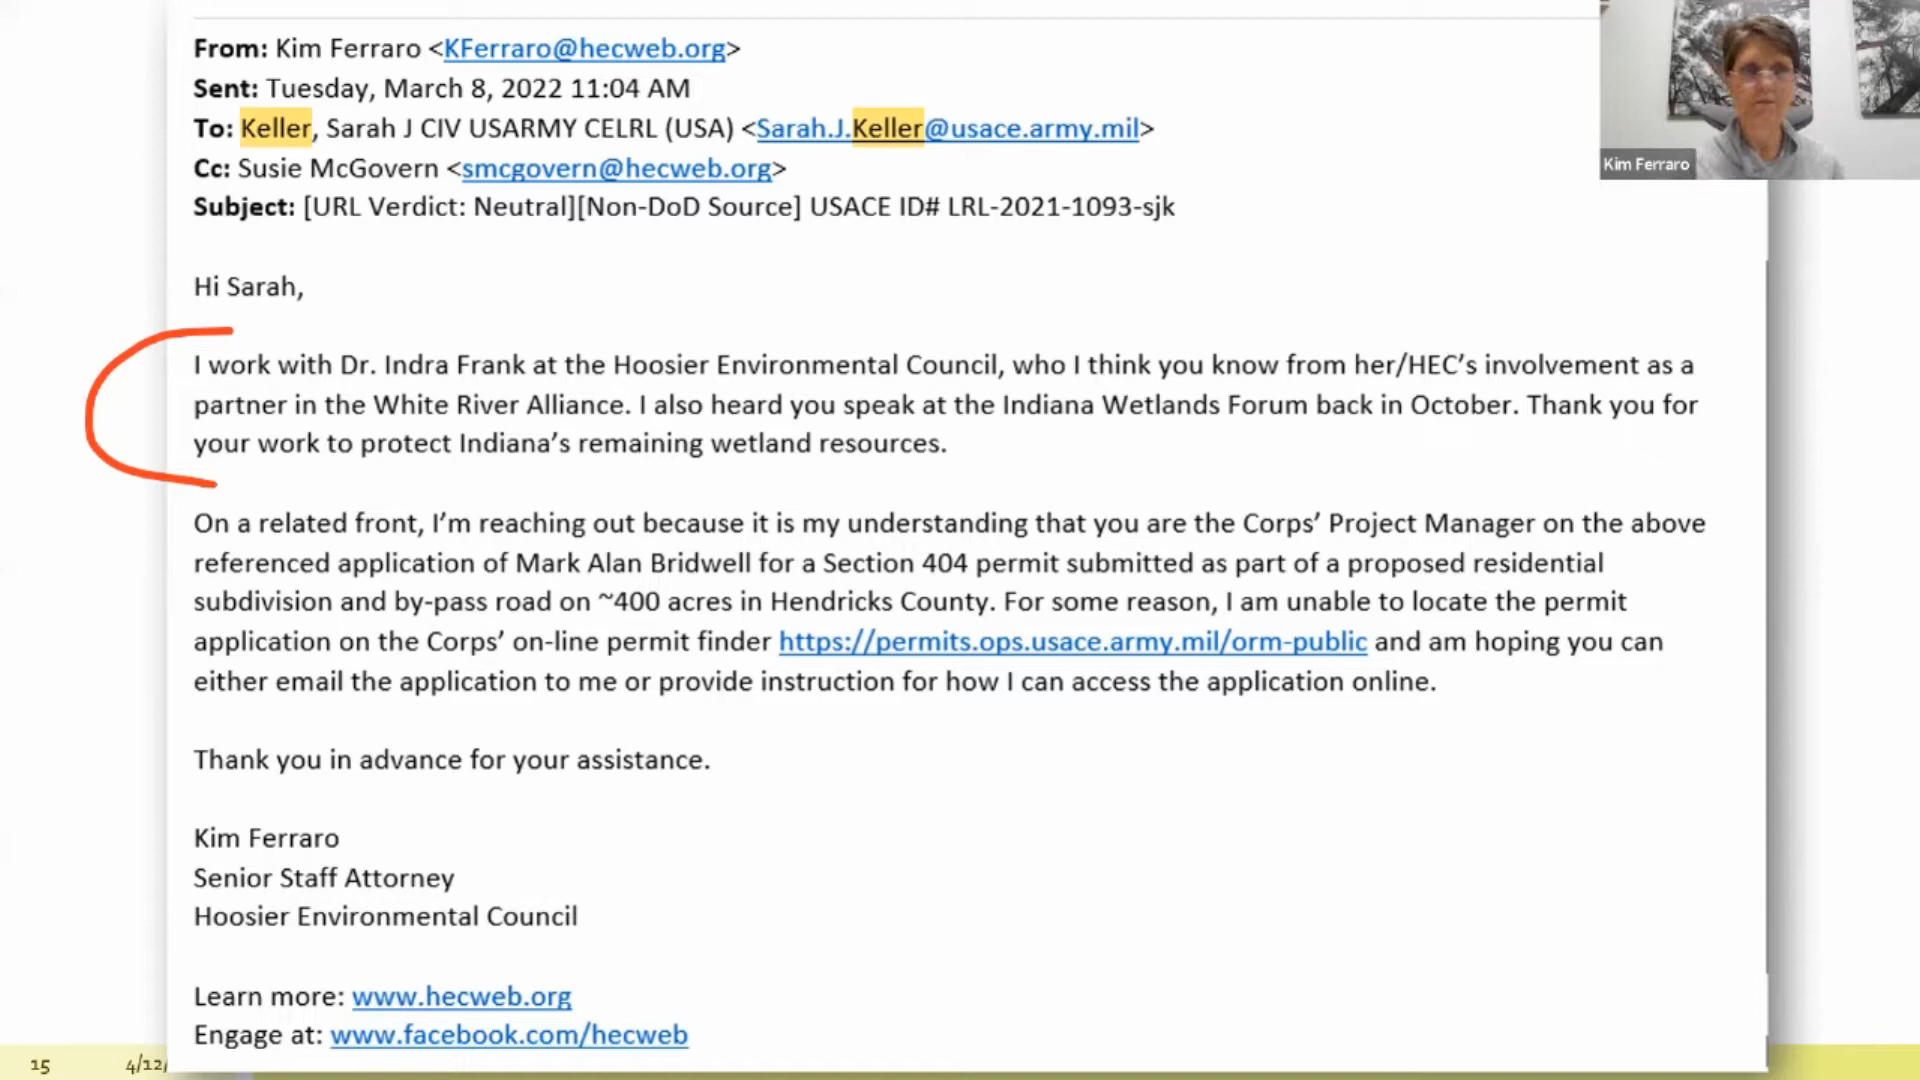 From: Kim Ferraro <KFerraro@hecweb.org>
Sent: Tuesday, March 8, 2022 11:04 AM
To: Keller, Sarah J CIV USARMY CELRL (USA) <Sarah.J.Keller@usace.army.mil>
Cc: Susie McGovern <smcgovern@hecweb.org>
Subject: [URL Verdict: Neutral][Non-DoD Source] USACE ID# LRL-2021-1093-sjk
Kim Ferraro
Hi Sarah,
I work with Dr. Indra Frank at the Hoosier Environmental Council, who I think you know from her/HEC’s involvement as a
partner in the White River Alliance. I also heard you speak at the Indiana Wetlands Forum back in October. Thank you for
your work to protect Indiana’s remaining wetland resources.
On a related front, I’m reaching out because it is my understanding that you are the Corps’ Project Manager on the above
referenced application of Mark Alan Bridwell for a Section 404 permit submitted as part of a proposed residential
subdivision and by-pass road on ~400 acres in Hendricks County. For some reason, I am unable to locate the permit
application on the Corps’ on-line permit finder https://permits.ops.usace.army.mil/orm-public and am hoping you can
either email the application to me or provide instruction for how I can access the application online.
Thank you in advance for your assistance.
Kim Ferraro
Senior Staff Attorney
Hoosier Environmental Council
Learn more: www.hecweb.org
Engage at: www.facebook.com/hecweb
15 4/12/